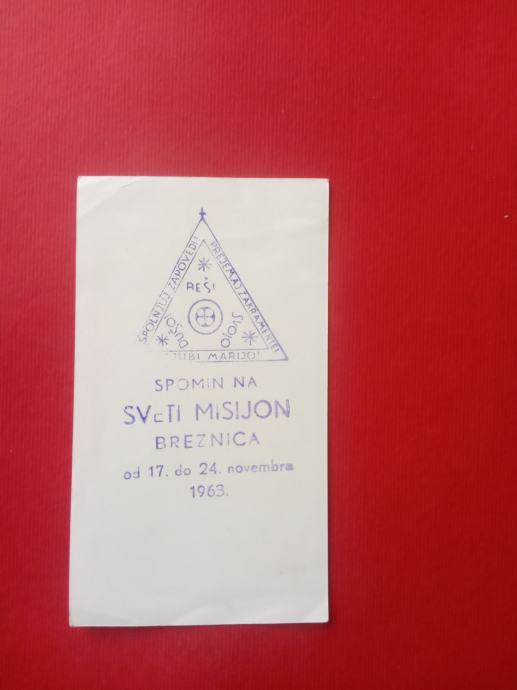 SPOLNJUJ ZAPOVEDI!
PREJEMAJ ZAKRAMENTE!
LJUBI MARIJO!
REŠI
SVOJO
DUŠO!
SPOMIN NA
SVETI MISIJON
BREZNICA
od 17. do 24. novembra
1963.